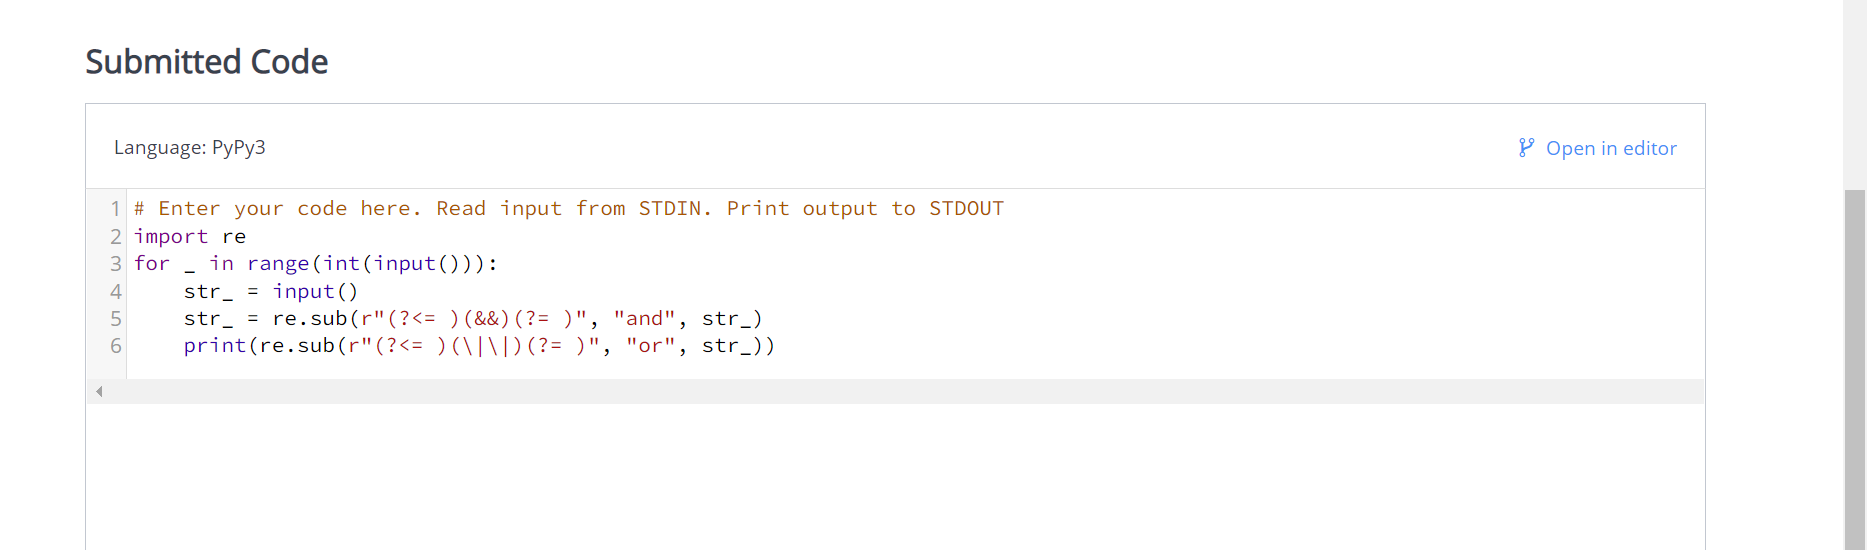 Submitted Code
Language: PyPy3
Open in editor
1 # Enter your code here. Read input from STDIN. Print output to STDOUT
2 import re
3 for _ in range(int(input())):
4     str_ = input()
5     str_ = re.sub(r"(?<= )(&&)(?= )", "and", str_)
6     print(re.sub(r"(?<= )(\|\|)(?= )", "or", str_))